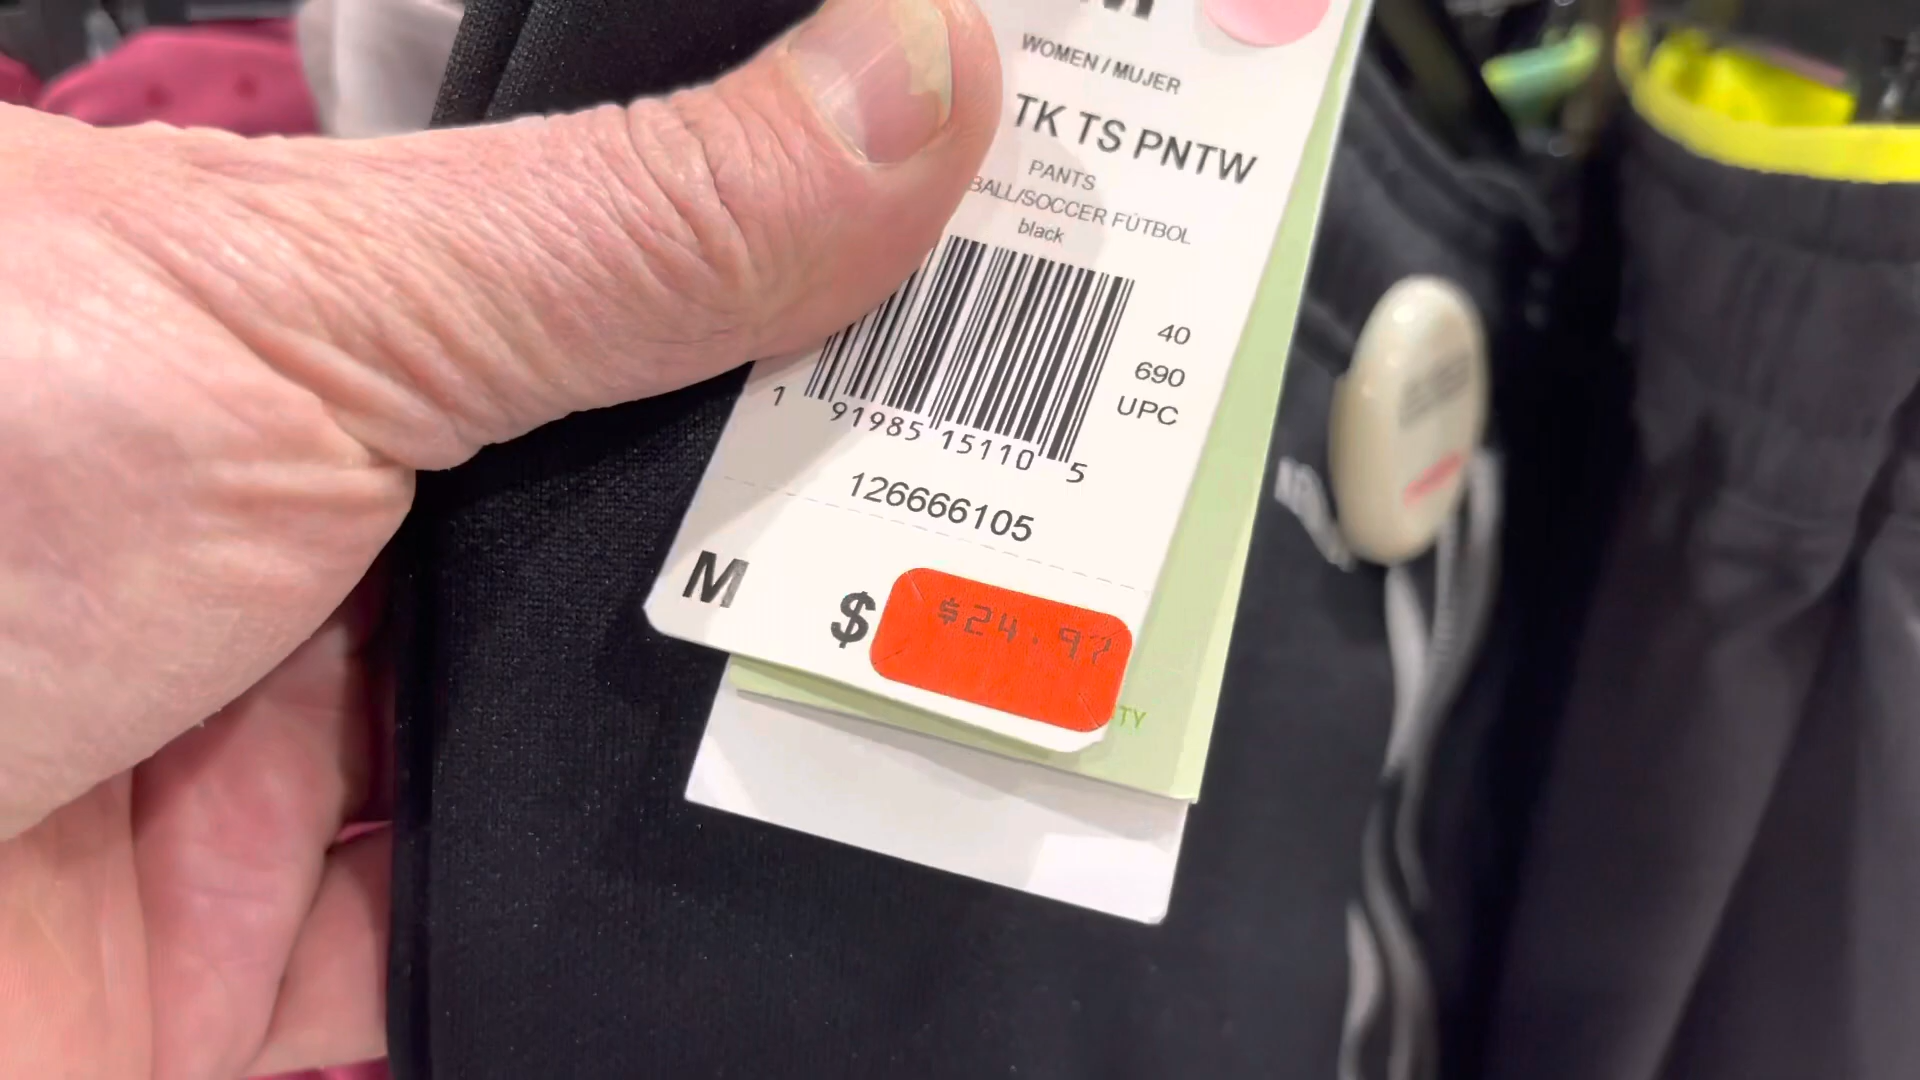 M
WOMEN / MUJER
TK TS PNTW
PANTS
BALL/SOCCER FÚTBOL
black
40
690
UPC
1 91985 15110 5
126666105
M $ $24.97
TY